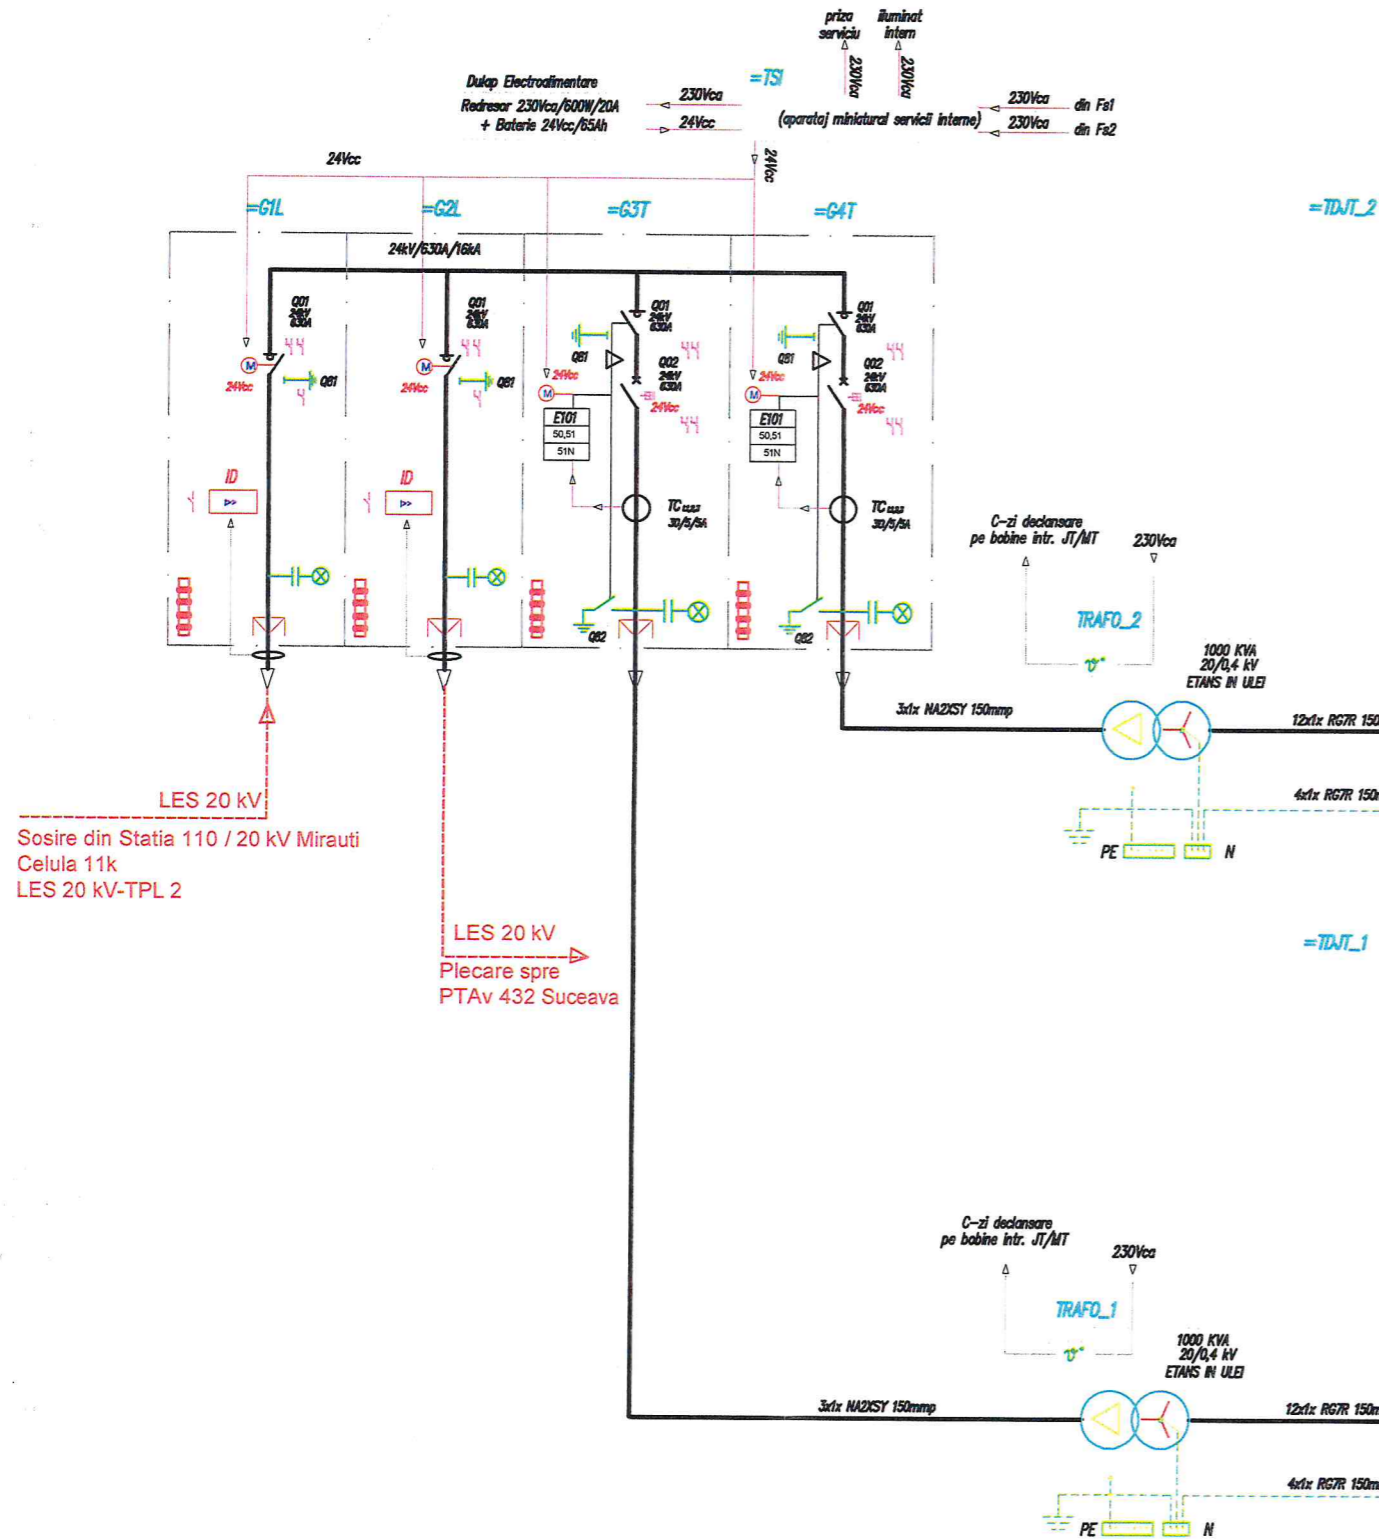 priza
serviciu
iluminat
intern
230Vca
230Vca
=TSI
Dulap Electroalimentare
Redresor 230Vca/600W/20A
+ Baterie 24Vcc/65Ah
230Vca
24Vcc
(aparataj miniatural servicii interne)
230Vca
din Fs1
230Vca
din Fs2
24Vcc
24Vcc
=G1L
=G2L
=G3T
=G4T
=TDJT_2
24kV/630A/16kA
Q01
24kV
630A
Q01
24kV
630A
Q01
24kV
630A
Q01
24kV
630A
M
24Vcc
Q81
M
24Vcc
Q81
Q81
Q02
24kV
630A
24Vcc
M
24Vcc
Q81
Q02
24kV
630A
24Vcc
M
24Vcc
E101
50,51
51N
E101
50,51
51N
ID
ID
TC
30/5/5A
TC
30/5/5A
Q82
Q82
C-zi declansare
pe bobine intr. JT/MT
230Vca
TRAFO_2
1000 KVA
20/0,4 kV
ETANS IN ULEI
3x1x NA2XSY 150mmp
12x1x RG7R 150
4x1x RG7R 150m
PE
N
LES 20 kV
Sosire din Statia 110 / 20 kV Mirauti
Celula 11k
LES 20 kV-TPL 2
LES 20 kV
Plecare spre
PTAv 432 Suceava
=TDJT_1
C-zi declansare
pe bobine intr. JT/MT
230Vca
TRAFO_1
1000 KVA
20/0,4 kV
ETANS IN ULEI
3x1x NA2XSY 150mmp
12x1x RG7R 150m
4x1x RG7R 150m
PE
N